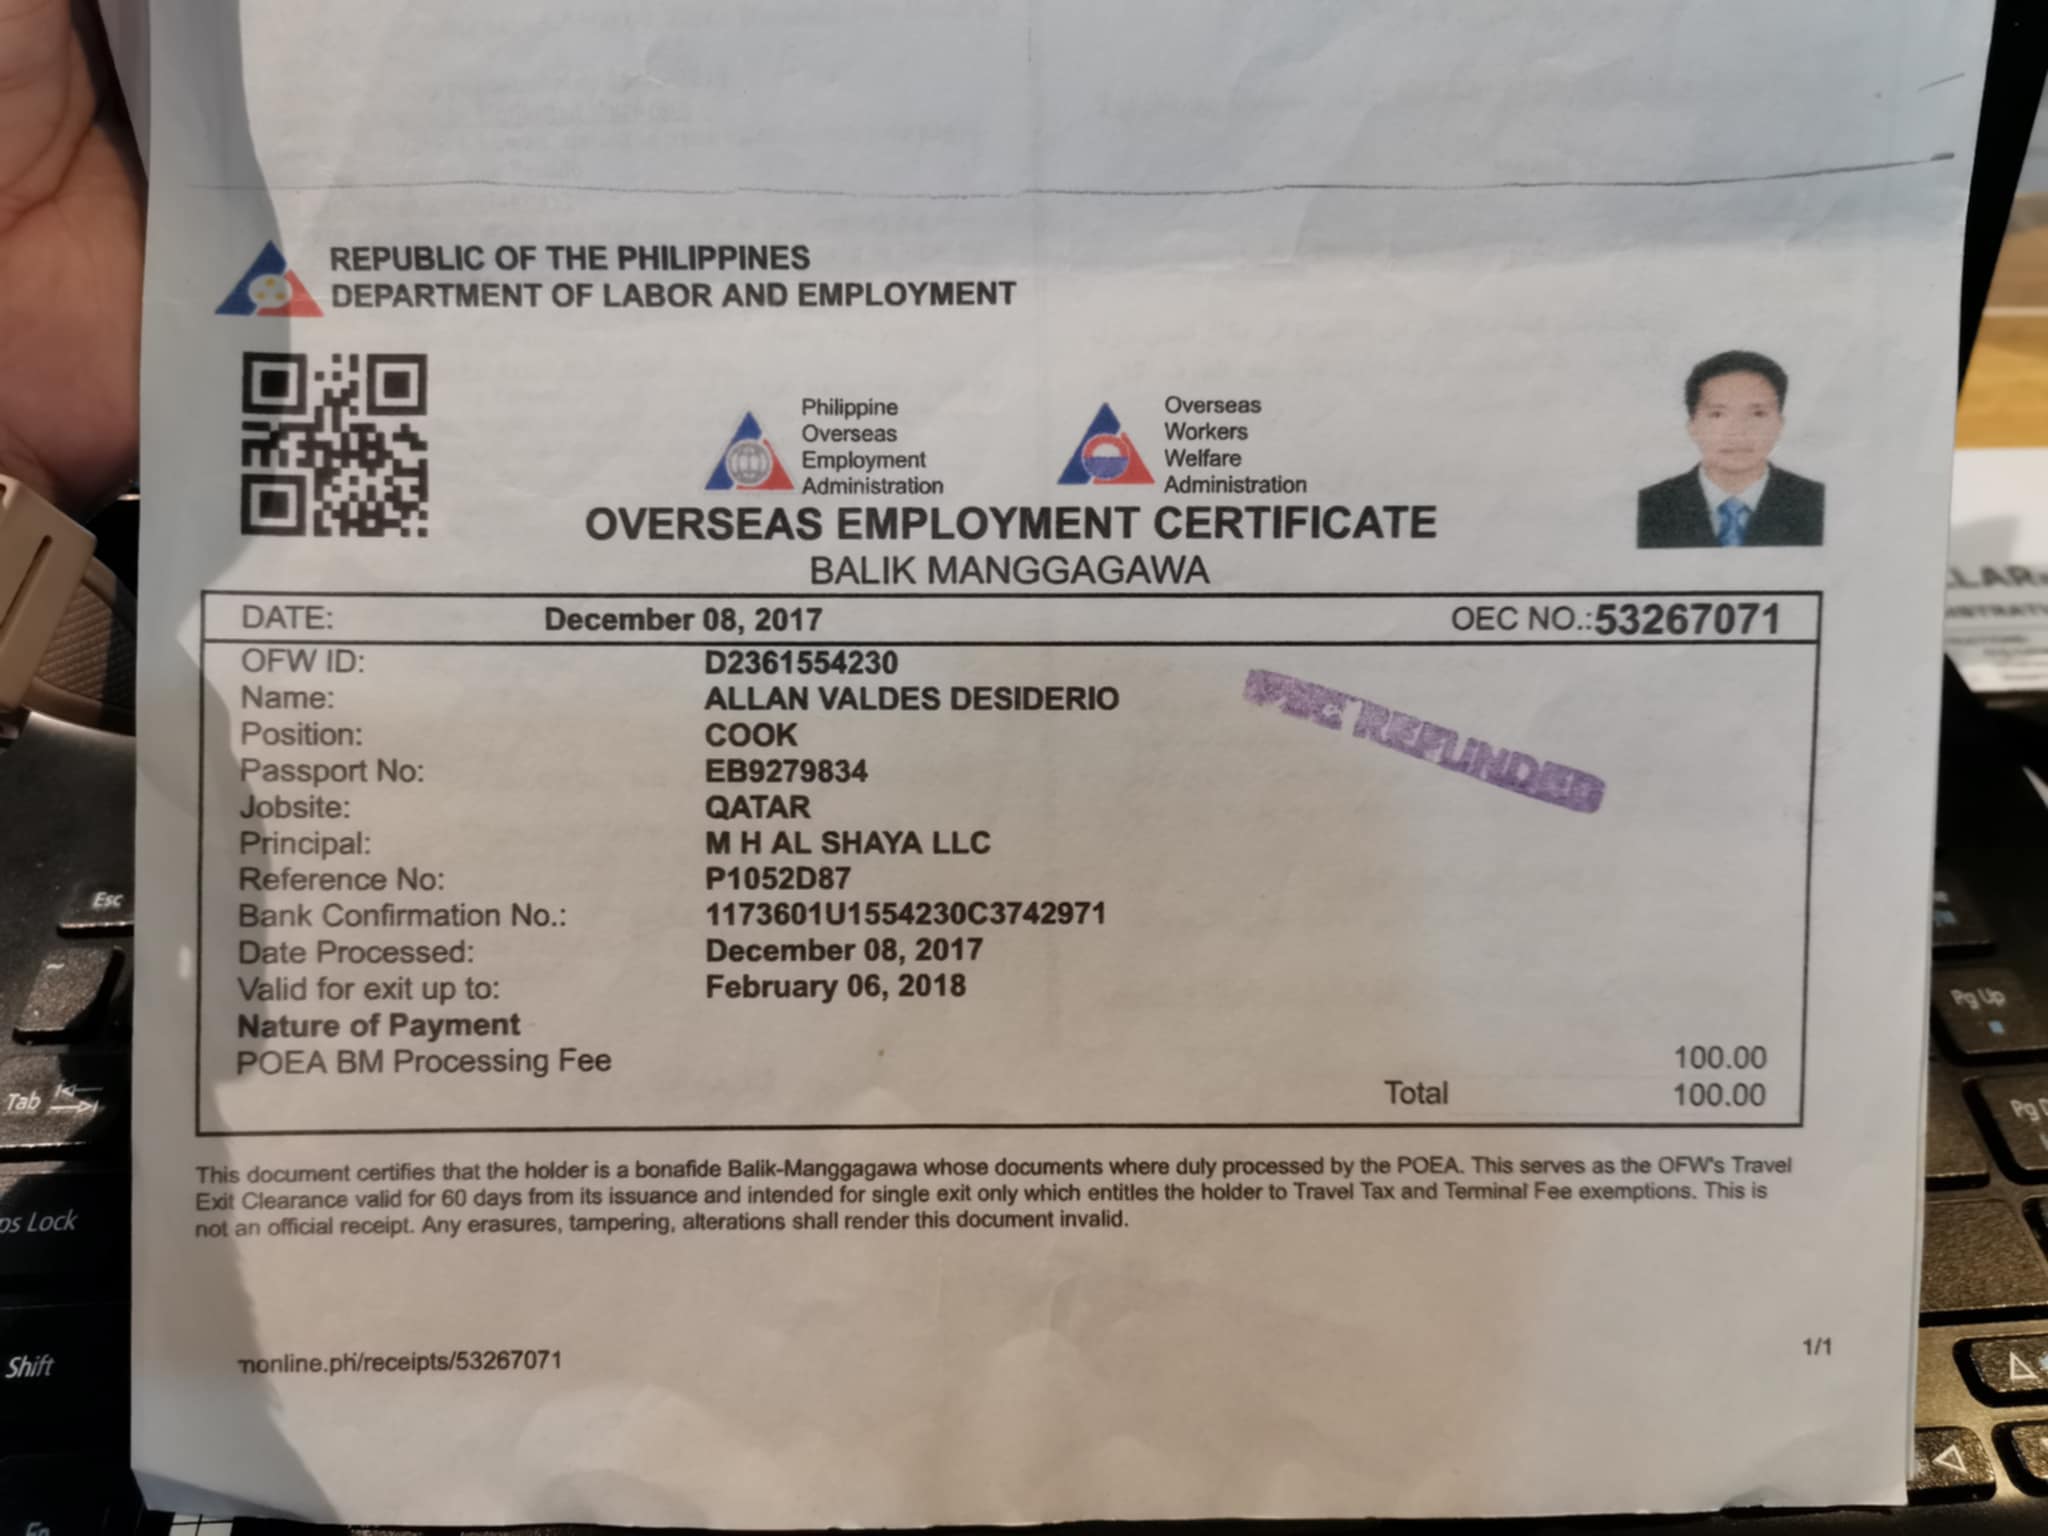 REPUBLIC OF THE PHILIPPINES
DEPARTMENT OF LABOR AND EMPLOYMENT
Philippine
Overseas
Employment
Administration
Overseas
Workers
Welfare
Administration
OVERSEAS EMPLOYMENT CERTIFICATE
BALIK MANGGAGAWA
DATE: December 08, 2017 OEC NO.:53267071
OFW ID: D2361554230
Name: ALLAN VALDES DESIDERIO
Position: COOK
Passport No: EB9279834
Jobsite: QATAR
Principal: M H AL SHAYA LLC
Reference No: P1052D87
Bank Confirmation No.: 1173601U1554230C3742971
Date Processed: December 08, 2017
Valid for exit up to: February 06, 2018
REFUNDED
Nature of Payment
POEA BM Processing Fee 100.00
Total 100.00
This document certifies that the holder is a bonafide Balik-Manggagawa whose documents where duly processed by the POEA. This serves as the OFW's Travel
Exit Clearance valid for 60 days from its issuance and intended for single exit only which entitles the holder to Travel Tax and Terminal Fee exemptions. This is
not an official receipt. Any erasures, tampering, alterations shall render this document invalid.
nonline.ph/receipts/53267071
1/1
Esc
~
Tab
ps Lock
Shift
Fn
Pg Up
Pg D